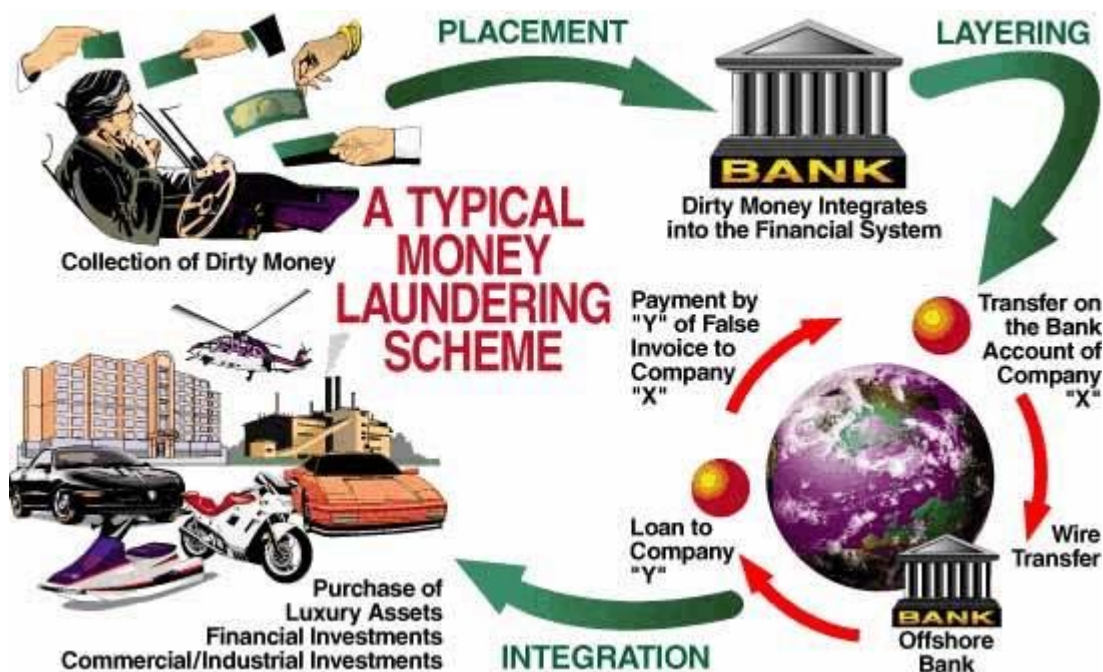 PLACEMENT
LAYERING
BANK
Dirty Money Integrates
into the Financial System
Collection of Dirty Money
A TYPICAL
MONEY
LAUNDERING
SCHEME
Payment by
"Y" of False
Invoice to
Company
"X"
Transfer on
the Bank
Account of
Company
"X"
Loan to
Company
"Y"
Wire
Transfer
BANK
Offshore
Bank
Purchase of
Luxury Assets
Financial Investments
Commercial/Industrial Investments
INTEGRATION